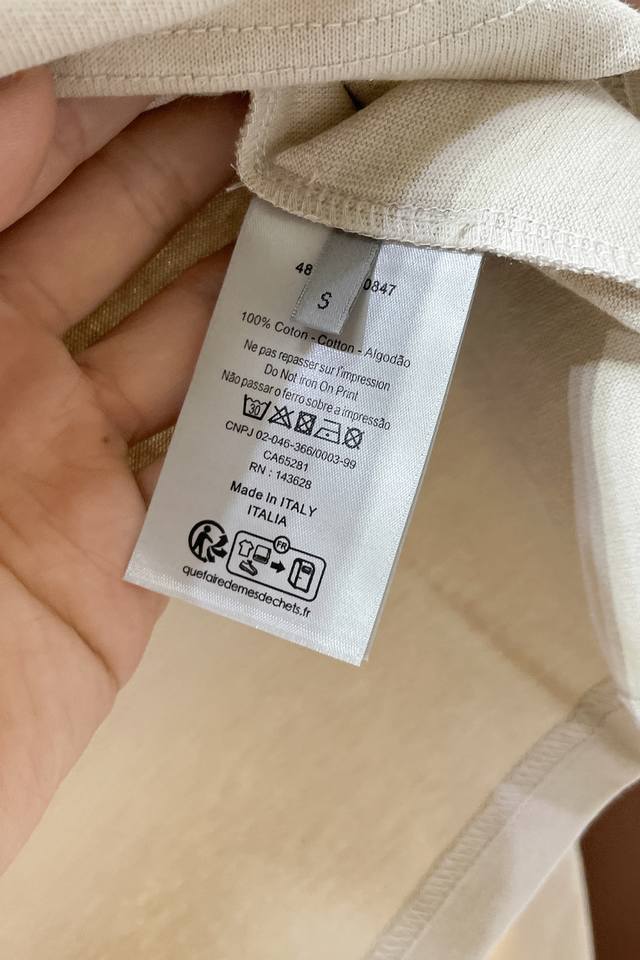 48 0847
S
100% Coton - Cotton - Algodão
Ne pas repasser sur l'impression
Do Not Iron On Print
Não passar o ferro sobre a impressão
30
CNPJ 02-046-366/0003-99
CA65281
RN : 143628
Made In ITALY
ITALIA
FR
quefairedemesdechets.fr